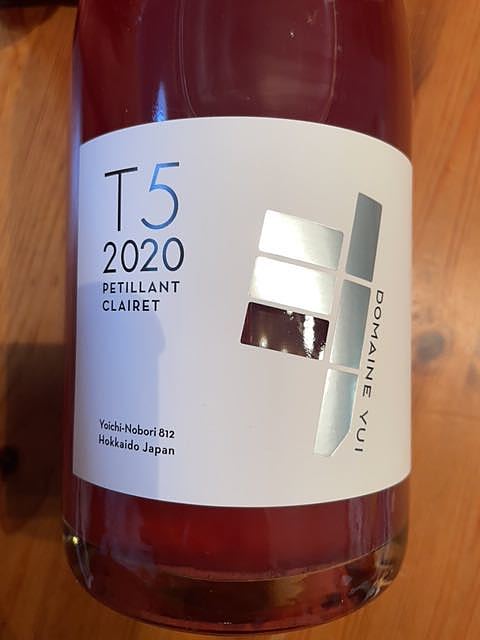 T5
2020
PETILLANT
CLAIRET
DOMAINE YUI
Yoichi-Nobori 812
Hokkaido Japan